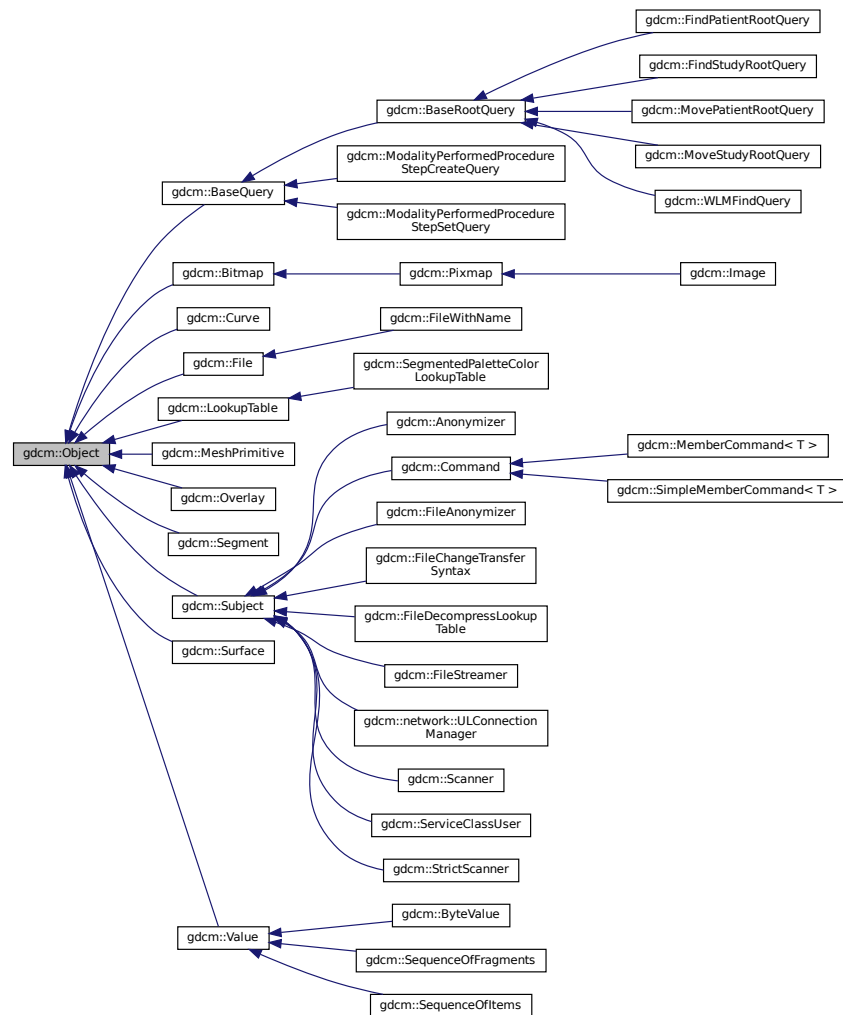 gdcm::FindPatientRootQuery
gdcm::FindStudyRootQuery
gdcm::BaseRootQuery
gdcm::MovePatientRootQuery
gdcm::MoveStudyRootQuery
gdcm::ModalityPerformedProcedure
StepCreateQuery
gdcm::BaseQuery
gdcm::WLMFindQuery
gdcm::ModalityPerformedProcedure
StepSetQuery
gdcm::Bitmap
gdcm::Pixmap
gdcm::Image
gdcm::Curve
gdcm::FileWithName
gdcm::File
gdcm::SegmentedPaletteColor
LookupTable
gdcm::LookupTable
gdcm::Anonymizer
gdcm::Object
gdcm::MeshPrimitive
gdcm::MemberCommand< T >
gdcm::Command
gdcm::SimpleMemberCommand< T >
gdcm::Overlay
gdcm::FileAnonymizer
gdcm::Segment
gdcm::FileChangeTransfer
Syntax
gdcm::Subject
gdcm::FileDecompressLookup
Table
gdcm::Surface
gdcm::FileStreamer
gdcm::network::ULConnection
Manager
gdcm::Scanner
gdcm::ServiceClassUser
gdcm::StrictScanner
gdcm::ByteValue
gdcm::Value
gdcm::SequenceOfFragments
gdcm::SequenceOfItems